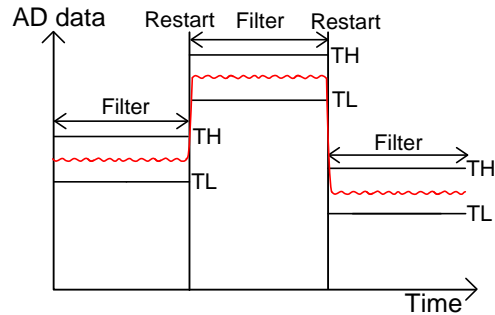 AD data
Restart
Filter
Restart
TH
TL
Filter
TH
TL
Filter
TH
TL
Time